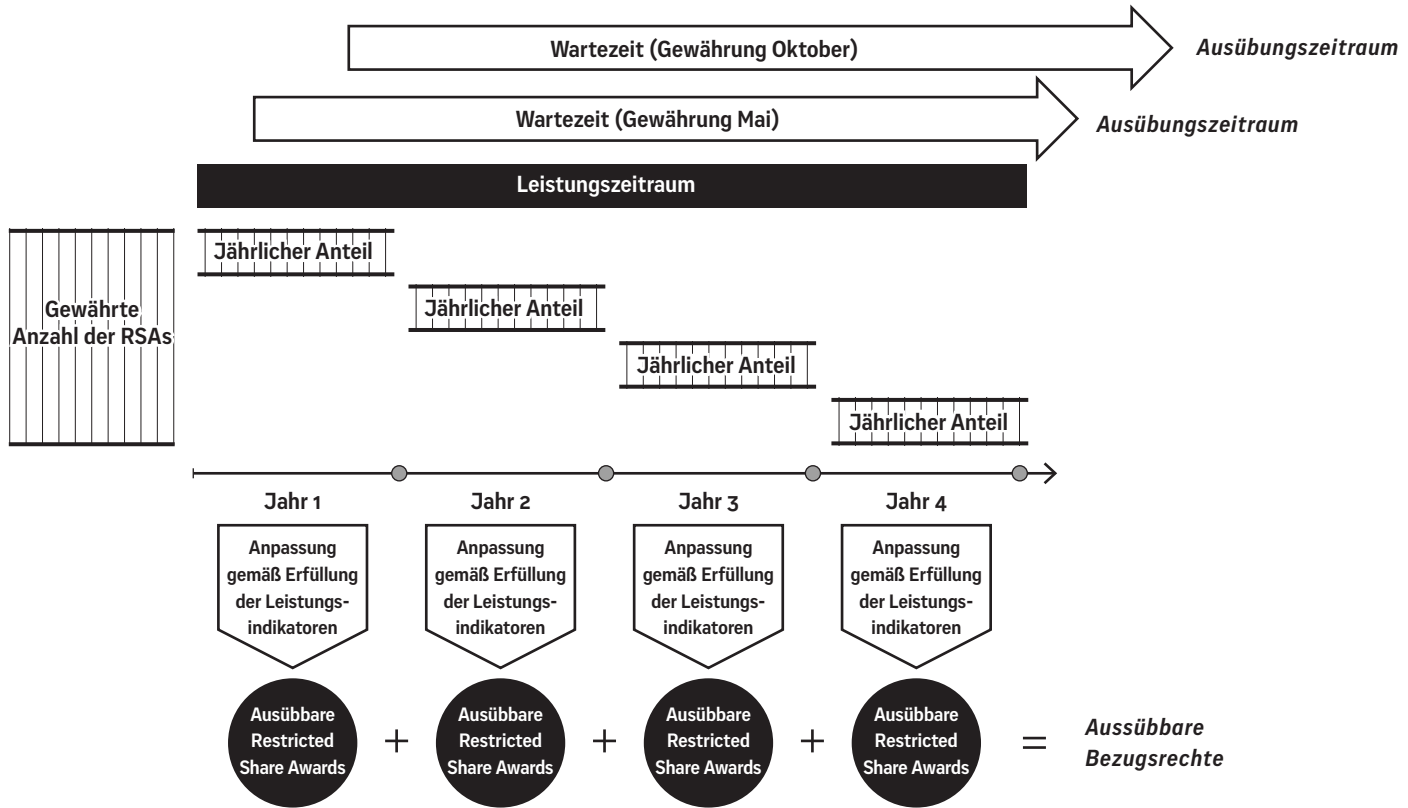 Wartezeit (Gewährung Oktober)
Ausübungszeitraum
Wartezeit (Gewährung Mai)
Ausübungszeitraum
Leistungszeitraum
Gewährte
Anzahl der RSAs
Jährlicher Anteil
Jährlicher Anteil
Jährlicher Anteil
Jährlicher Anteil
Jahr 1
Jahr 2
Jahr 3
Jahr 4
Anpassung
gemäß Erfüllung
der Leistungs-
indikatoren
Anpassung
gemäß Erfüllung
der Leistungs-
indikatoren
Anpassung
gemäß Erfüllung
der Leistungs-
indikatoren
Anpassung
gemäß Erfüllung
der Leistungs-
indikatoren
Ausübbare
Restricted
Share Awards
+
Ausübbare
Restricted
Share Awards
+
Ausübbare
Restricted
Share Awards
+
Ausübbare
Restricted
Share Awards
=
Aussübbare
Bezugsrechte